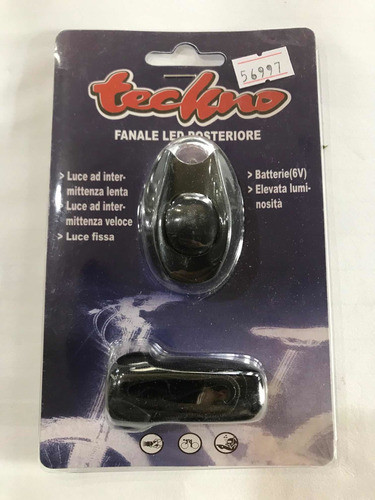 56997
teckno
FANALE LED POSTERIORE
> Luce ad inter-
mittenza lenta
> Luce ad inter-
mittenza veloce
> Luce fissa
> Batterie(6V)
> Elevata lumi-
nosità